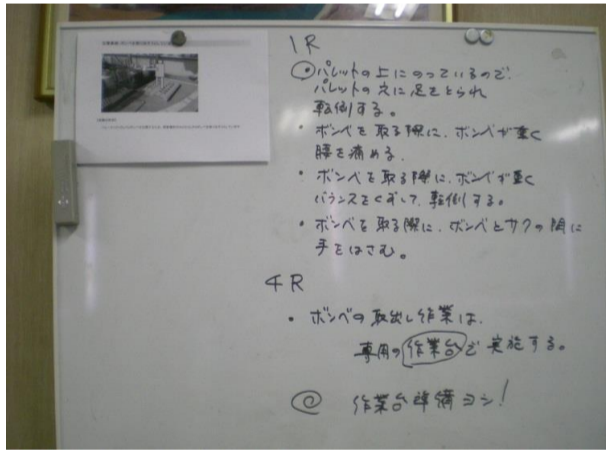 1R
◎パレットの上にのっているので、
パレットの穴に足をとられ
転倒する。
・ボンベを取る際に、ボンベが重く
腰を痛める。
・ボンベを取る際に、ボンベが重く
バランスをくずして、転倒する。
・ボンベを取る際に、ボンベとサクの間に
手をはさむ。
4R
・ボンベの取出し作業は、
専用の作業台で実施する。
◎ 作業台準備ヨシ!